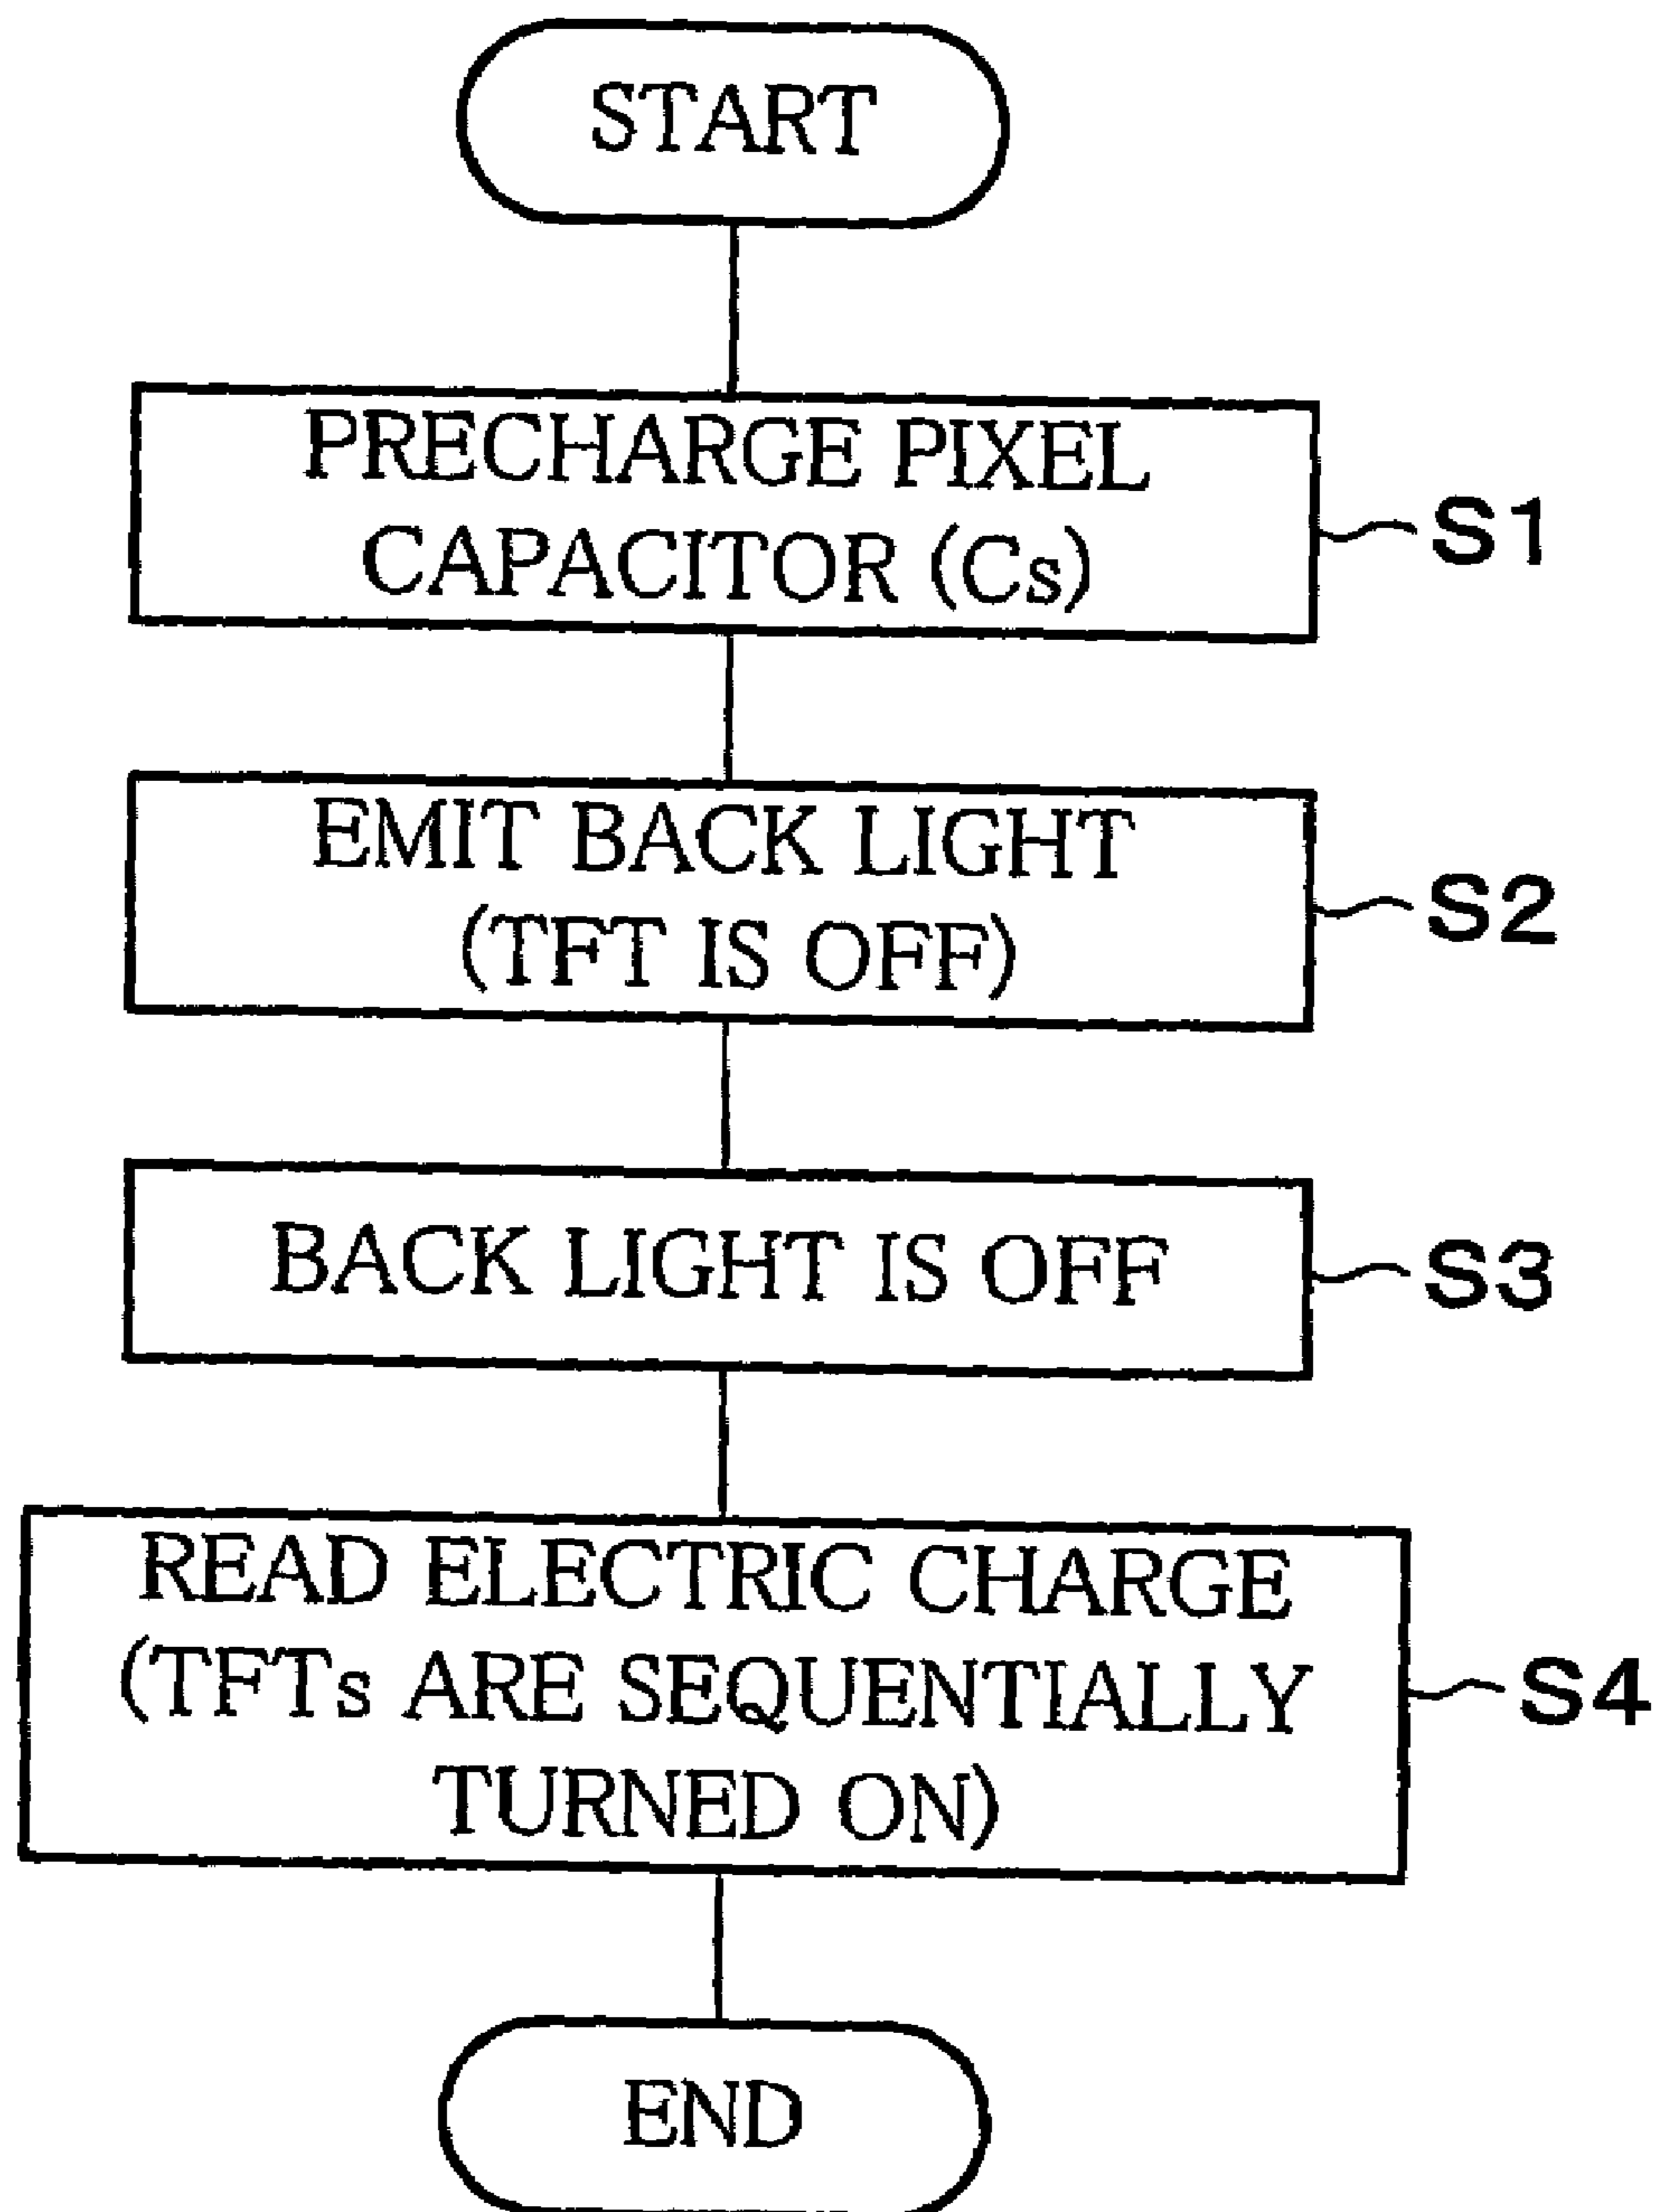 START
PRECHARGE PIXEL
CAPACITOR (Cs)
S1
EMIT BACK LIGHT
(TFT IS OFF)
S2
BACK LIGHT IS OFF
S3
READ ELECTRIC CHARGE
(TFTs ARE SEQUENTIALLY
TURNED ON)
S4
END